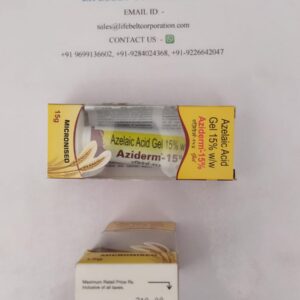 EMAIL ID: -
sales@lifebeltcorporation.com
CONTACT US: -
+91 9699136602, +91-9284024368, +91-9226642047
15g
MICRONISED
Azelaic Acid Gel 15% w
Aziderm-15%
Azelaic Acid
Gel 15% w/w
Aziderm-15%
Maximum Retail Price Rs.
Inclusive of all taxes.